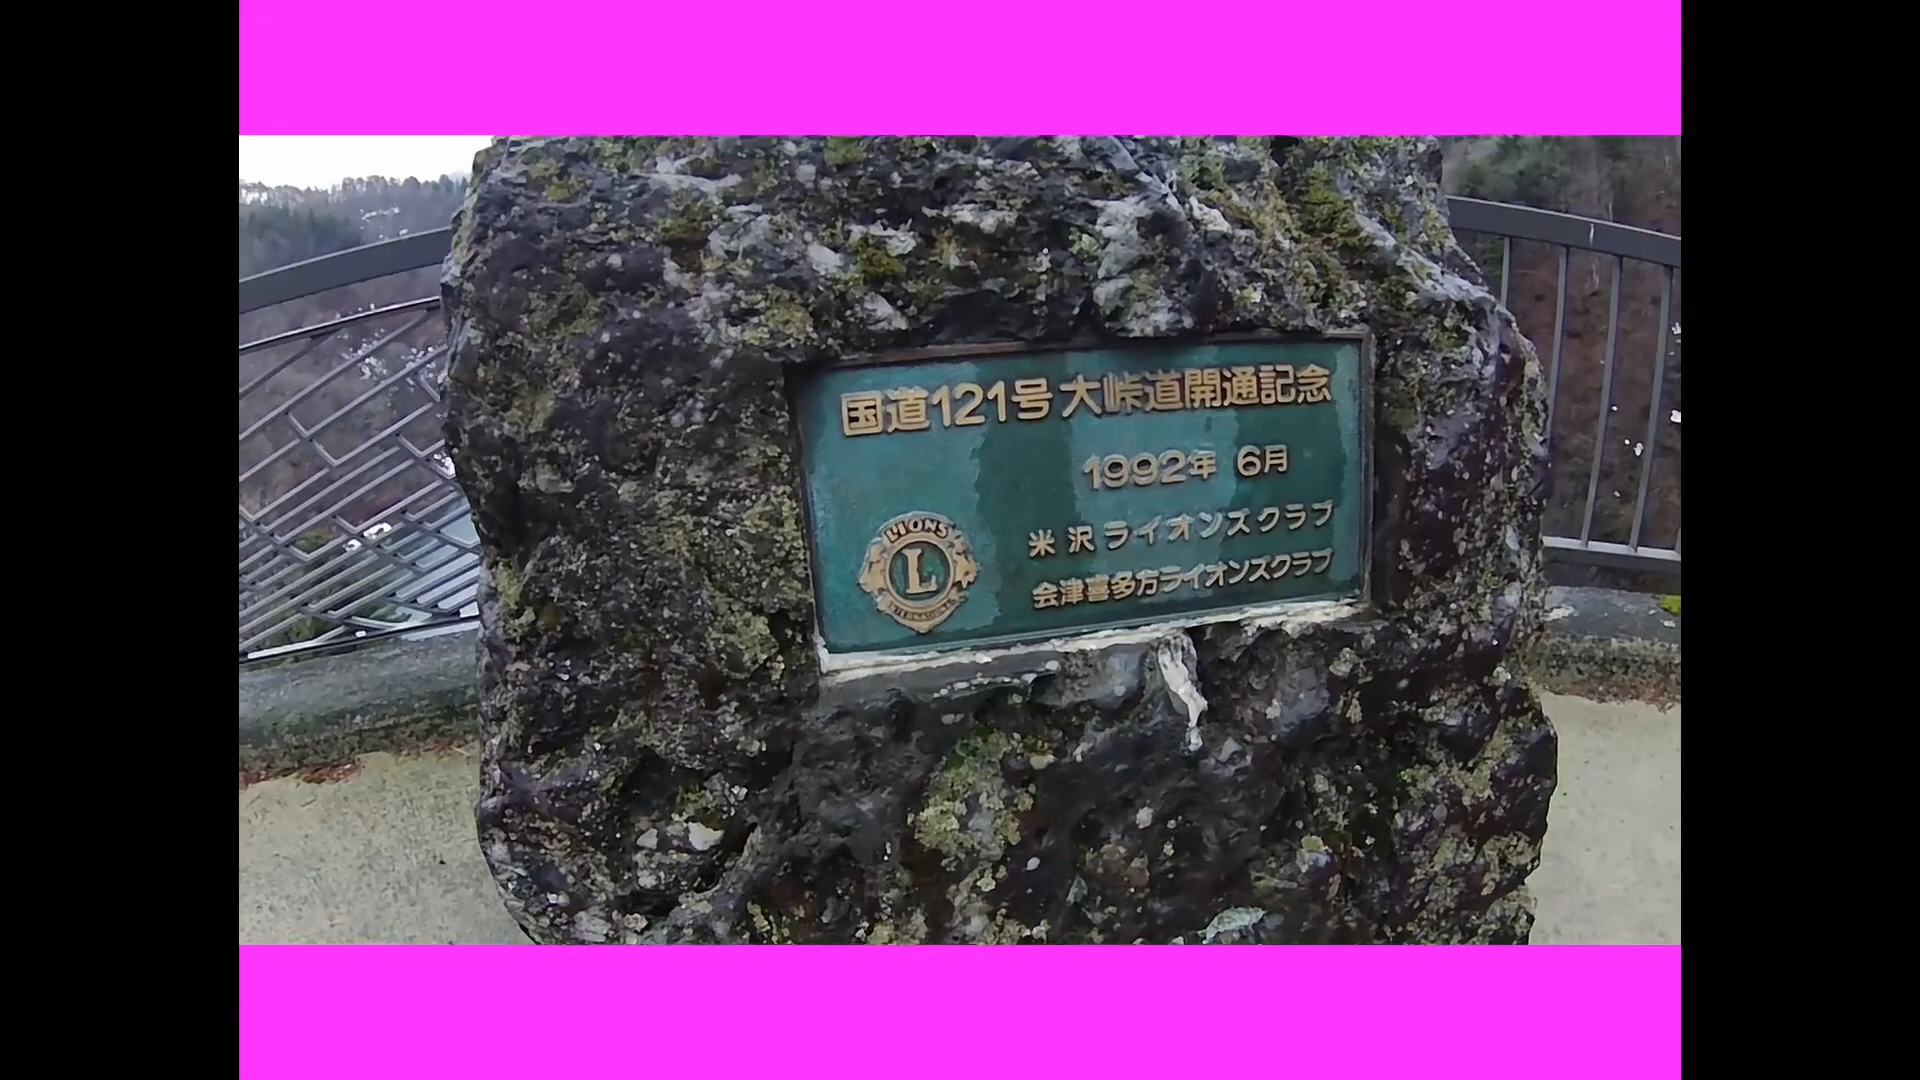 国道121号 大峠道開通記念
1992年 6月
米沢ライオンズクラブ
会津喜多方ライオンズクラブ
LIONS
L
INTERNATIONAL